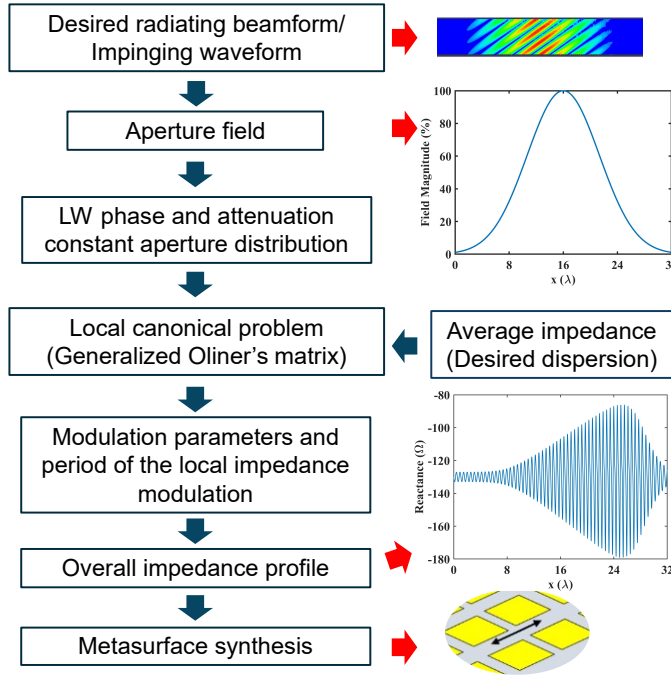 Desired radiating beamform/
Impinging waveform
Aperture field
100
80
60
40
20
0
Field Magnitude (%)
0 8 16 24 32
x (λ)
LW phase and attenuation
constant aperture distribution
Local canonical problem
(Generalized Oliner's matrix)
Average impedance
(Desired dispersion)
Modulation parameters and
period of the local impedance
modulation
-80
-100
-120
-140
-160
-180
Reactance (Ω)
0 8 16 24 32
x (λ)
Overall impedance profile
Metasurface synthesis